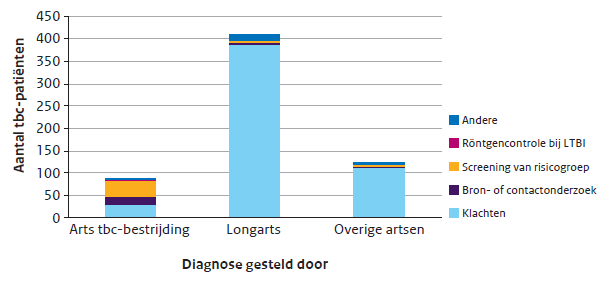 Aantal tbc-patiënten
450
400
350
300
250
200
150
100
50
0
Arts tbc-bestrijding Longarts Overige artsen
Diagnose gesteld door
Andere
Röntgencontrole bij LTBI
Screening van risicogroep
Bron- of contactonderzoek
Klachten